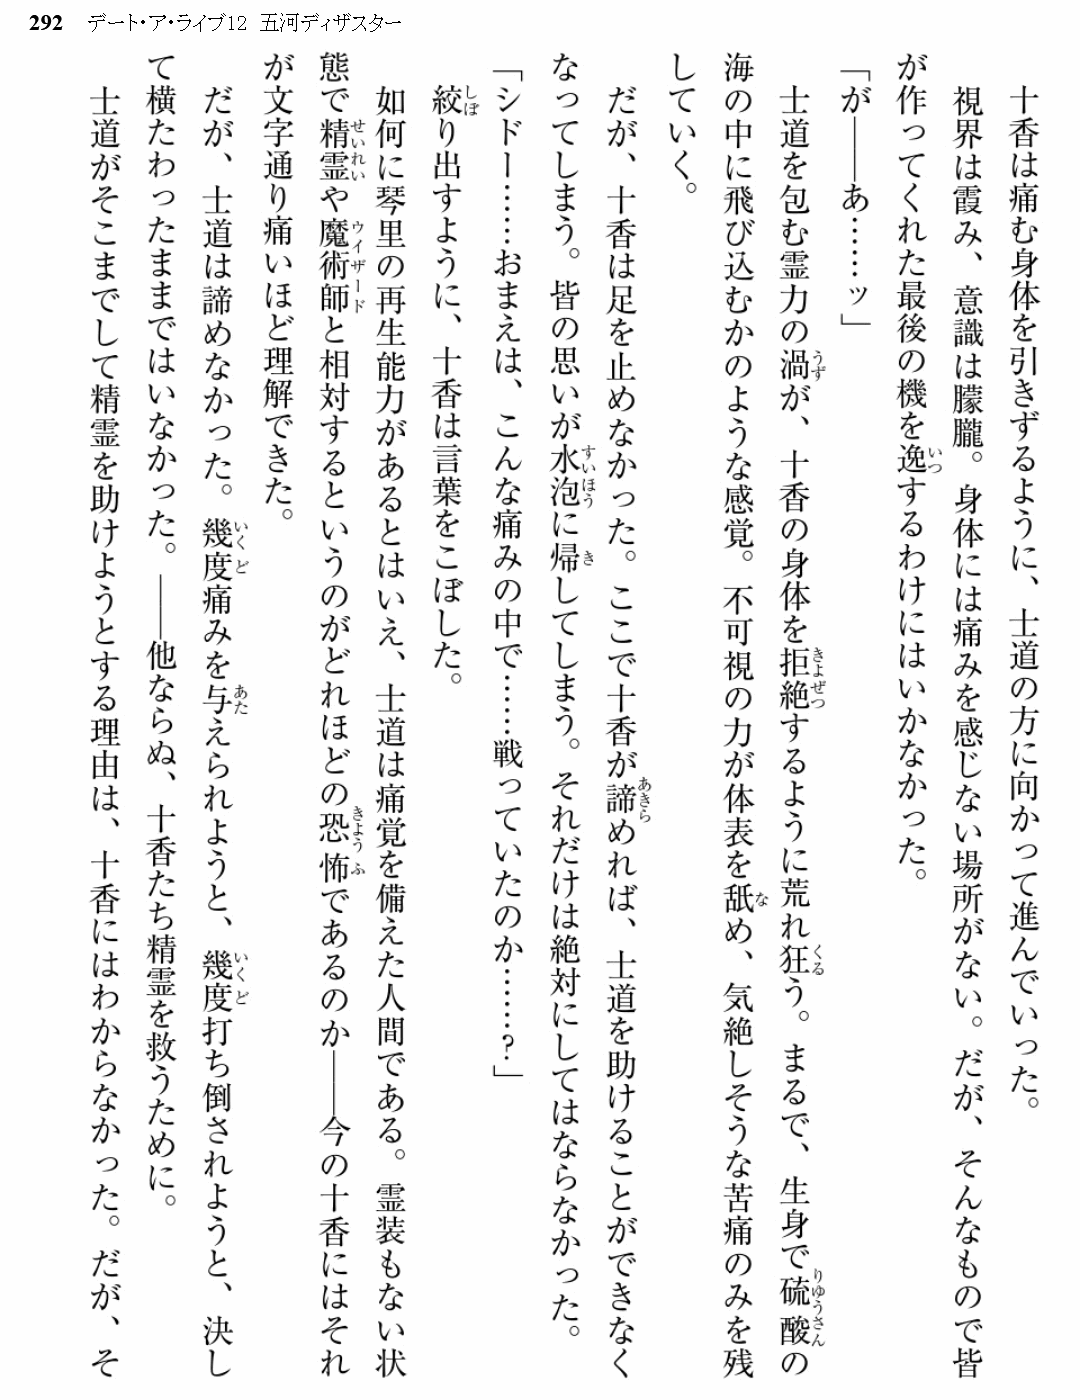 292 デート・ア・ライブ12 五河ディザスター
十香は痛む身体を引きずるように、士道の方に向かって進んでいった。
視界は霞み、意識は朦朧。身体には痛みを感じない場所がない。だが、そんなもので皆
が作ってくれた最後の機を逸するわけにはいかなかった。
「が――あ……ッ」
士道を包む霊力の渦が、十香の身体を拒絶するように荒れ狂う。まるで、生身で硫酸の
海の中に飛び込むかのような感覚。不可視の力が体表を舐め、気絶しそうな苦痛のみを残
していく。
だが、十香は足を止めなかった。ここで十香が諦めれば、士道を助けることができなく
なってしまう。皆の思いが水泡に帰してしまう。それだけは絶対にしてはならなかった。
「シドー……おまえは、こんな痛みの中で……戦っていたのか……?」
絞り出すように、十香は言葉をこぼした。
如何に琴里の再生能力があるとはいえ、士道は痛覚を備えた人間である。霊装もない状
態で精霊や魔術師と相対するというのがどれほどの恐怖であるのか――今の十香にはそれ
が文字通り痛いほど理解できた。
だが、士道は諦めなかった。幾度痛みを与えられようと、幾度打ち倒されようと、決し
て横たわったままではいなかった。――他ならぬ、十香たち精霊を救うために。
士道がそこまでして精霊を助けようとする理由は、十香にはわからなかった。だが、そ